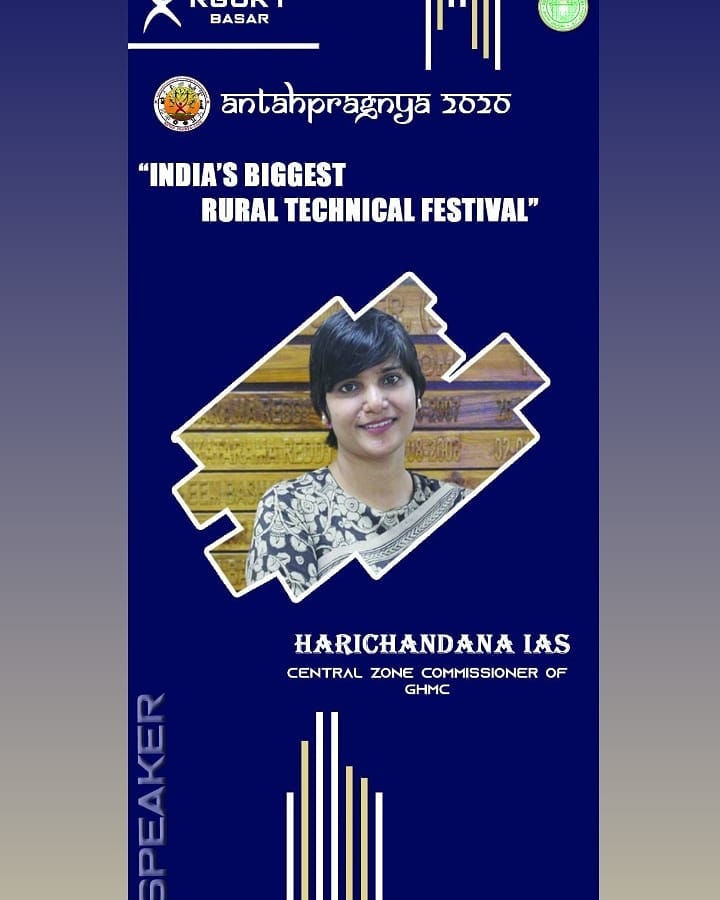 BASAR
antahpragnya 2020
“INDIA’S BIGGEST
RURAL TECHNICAL FESTIVAL”
HARICHANDANA IAS
CENTRAL ZONE COMMISSIONER OF
GHMC
SPEAKER